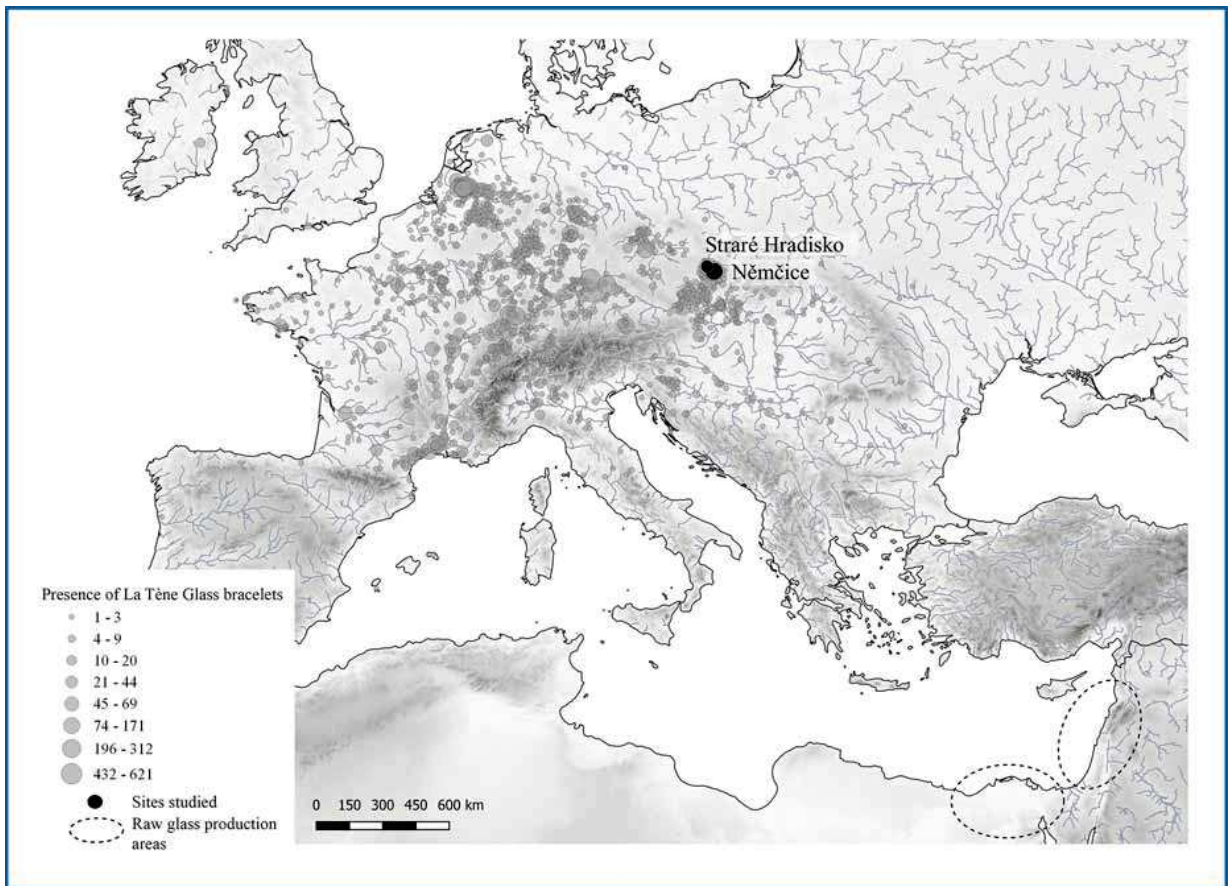 Straré Hradisko
Němčice
Presence of La Tène Glass bracelets
1 - 3
4 - 9
10 - 20
21 - 44
45 - 69
74 - 171
196 - 312
432 - 621
Sites studied
Raw glass production
areas
0 150 300 450 600 km